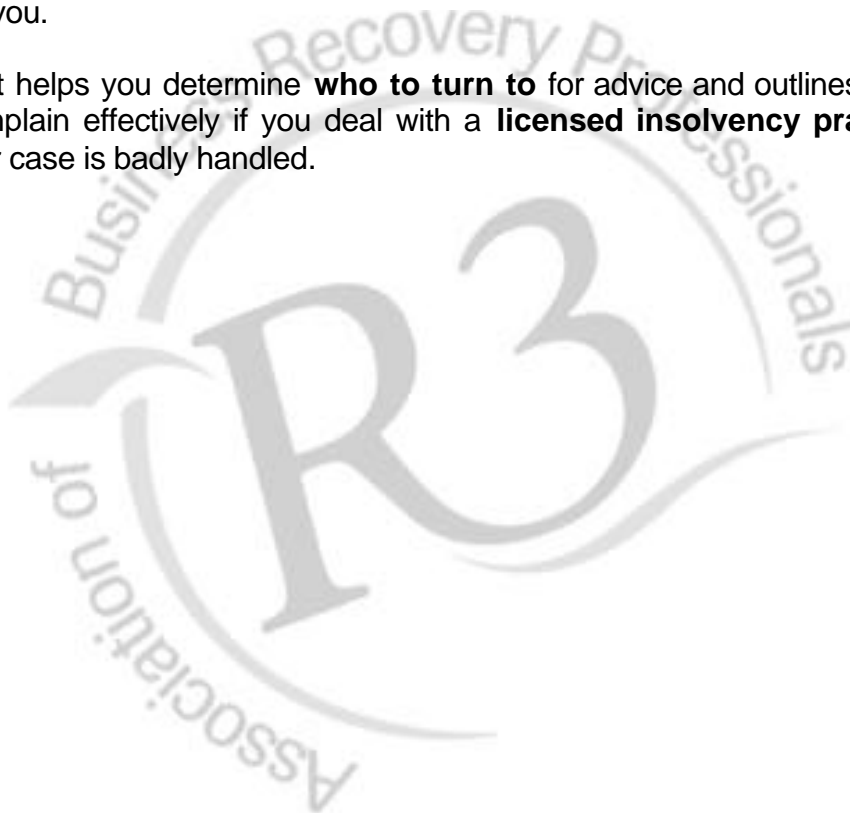 you.
t helps you determine who to turn to for advice and outlines
nplain effectively if you deal with a licensed insolvency pra
case is badly handled.
Association of Business Recovery Professionals
R3